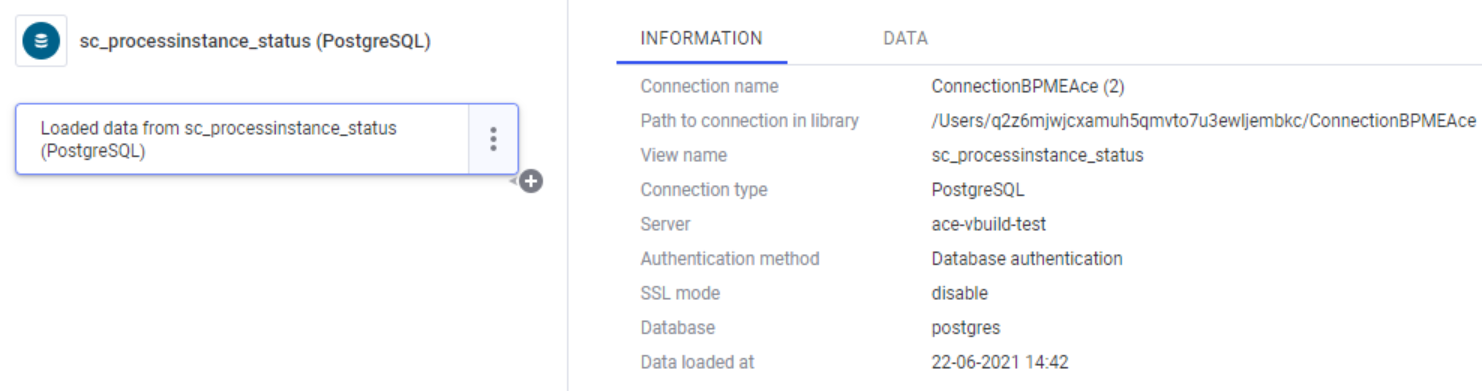 sc_processinstance_status (PostgreSQL)
Loaded data from sc_processinstance_status
(PostgreSQL)
INFORMATION DATA
Connection name ConnectionBPMEAce (2)
Path to connection in library /Users/q2z6mjwjcxamuh5qmvto7u3ewljembkc/ConnectionBPMEAce
View name sc_processinstance_status
Connection type PostgreSQL
Server ace-vbuild-test
Authentication method Database authentication
SSL mode disable
Database postgres
Data loaded at 22-06-2021 14:42